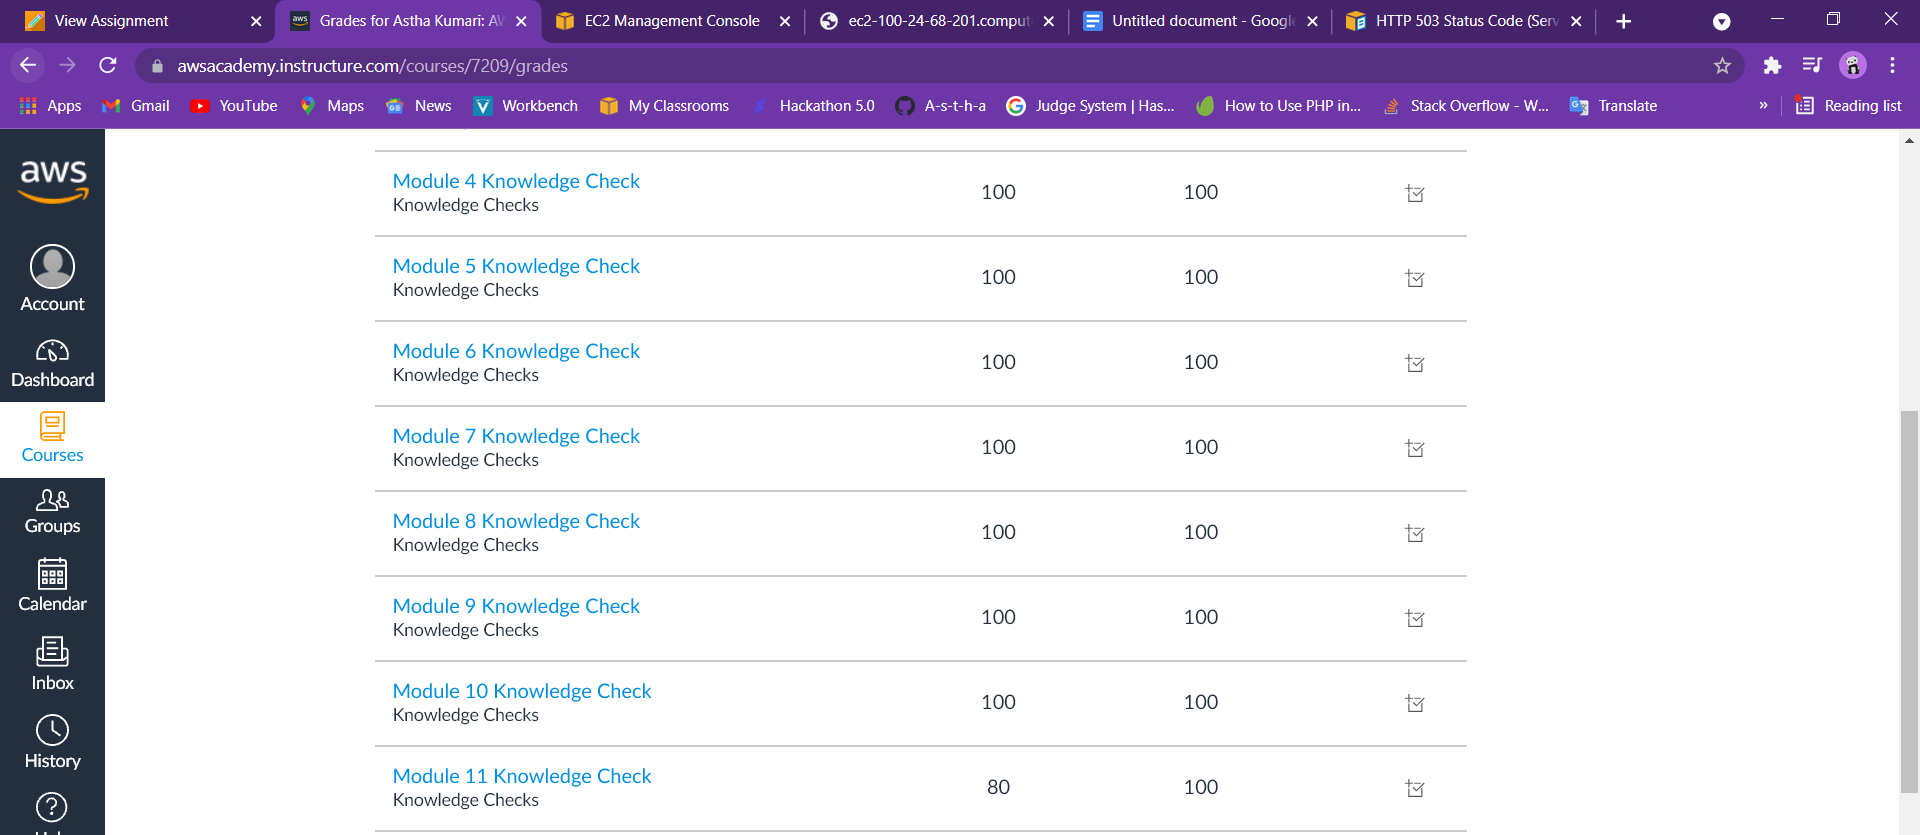 View Assignment
Grades for Astha Kumari: AW
EC2 Management Console
ec2-100-24-68-201.comput
Untitled document - Google
HTTP 503 Status Code (Serv
awsacademy.instructure.com/courses/7209/grades
Apps
Gmail
YouTube
Maps
News
Workbench
My Classrooms
Hackathon 5.0
A-s-t-h-a
Judge System | Has...
How to Use PHP in...
Stack Overflow - W...
Translate
»
Reading list
aws
Account
Dashboard
Courses
Groups
Calendar
Inbox
History
Module 4 Knowledge Check
Knowledge Checks
100 100
Module 5 Knowledge Check
Knowledge Checks
100 100
Module 6 Knowledge Check
Knowledge Checks
100 100
Module 7 Knowledge Check
Knowledge Checks
100 100
Module 8 Knowledge Check
Knowledge Checks
100 100
Module 9 Knowledge Check
Knowledge Checks
100 100
Module 10 Knowledge Check
Knowledge Checks
100 100
Module 11 Knowledge Check
Knowledge Checks
80 100